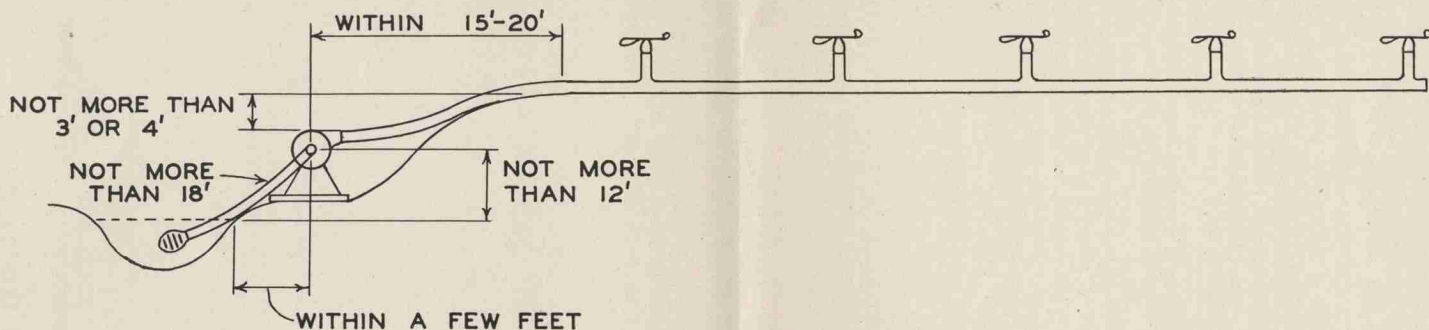 WITHIN 15'-20'
NOT MORE THAN
3' OR 4'
NOT MORE
THAN 18'
NOT MORE
THAN 12'
WITHIN A FEW FEET